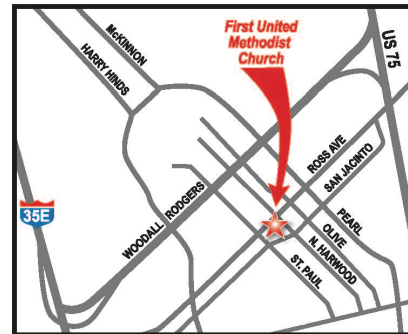 First United
Methodist
Church
McKINNON
HARRY HINDS
US 75
35E
WOODALL RODGERS
ROSS AVE
SAN JACINTO
PEARL
OLIVE
N. HARWOOD
ST. PAUL